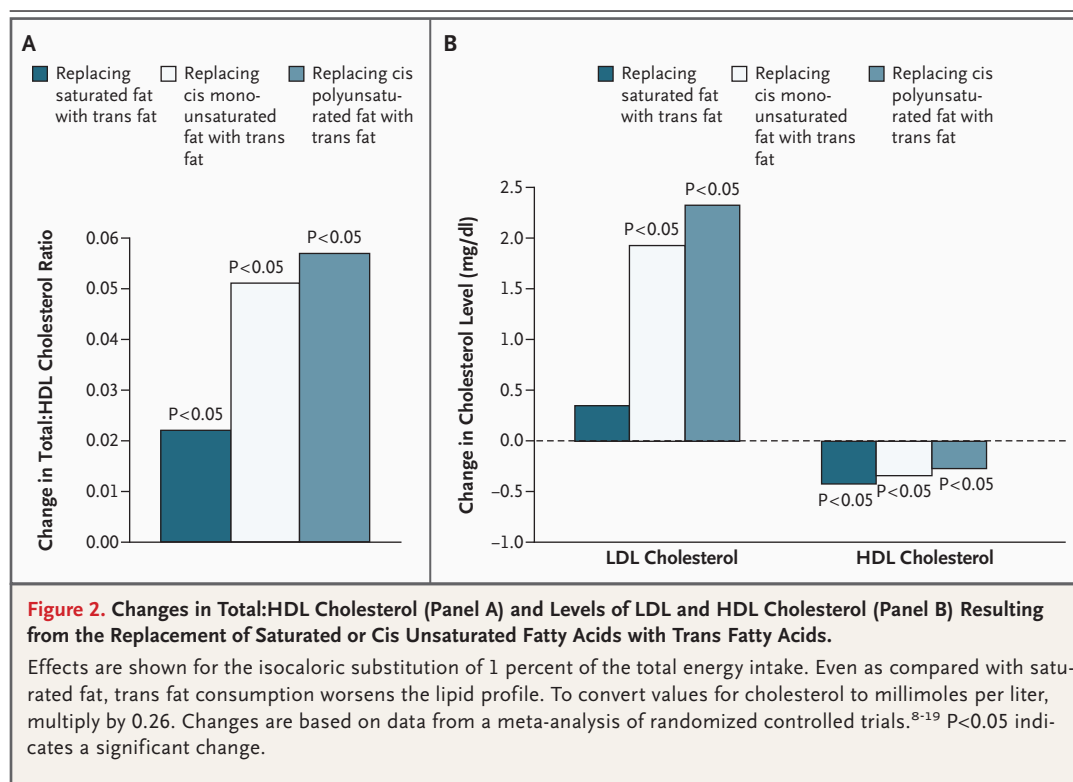 A
Replacing saturated fat with trans fat
Replacing cis mono-unsaturated fat with trans fat
Replacing cis polyunsatu-rated fat with trans fat
Change in Total:HDL Cholesterol Ratio
0.06
0.05
0.04
0.03
0.02
0.01
0.00
P<0.05
P<0.05
P<0.05
B
Replacing saturated fat with trans fat
Replacing cis mono-unsaturated fat with trans fat
Replacing cis polyunsatu-rated fat with trans fat
Change in Cholesterol Level (mg/dl)
2.5
2.0
1.5
1.0
0.5
0.0
−0.5
−1.0
P<0.05
P<0.05
P<0.05
P<0.05
P<0.05
LDL Cholesterol
HDL Cholesterol
Figure 2. Changes in Total:HDL Cholesterol (Panel A) and Levels of LDL and HDL Cholesterol (Panel B) Resulting
from the Replacement of Saturated or Cis Unsaturated Fatty Acids with Trans Fatty Acids.
Effects are shown for the isocaloric substitution of 1 percent of the total energy intake. Even as compared with satu-
rated fat, trans fat consumption worsens the lipid profile. To convert values for cholesterol to millimoles per liter,
multiply by 0.26. Changes are based on data from a meta-analysis of randomized controlled trials.8-19 P<0.05 indi-
cates a significant change.